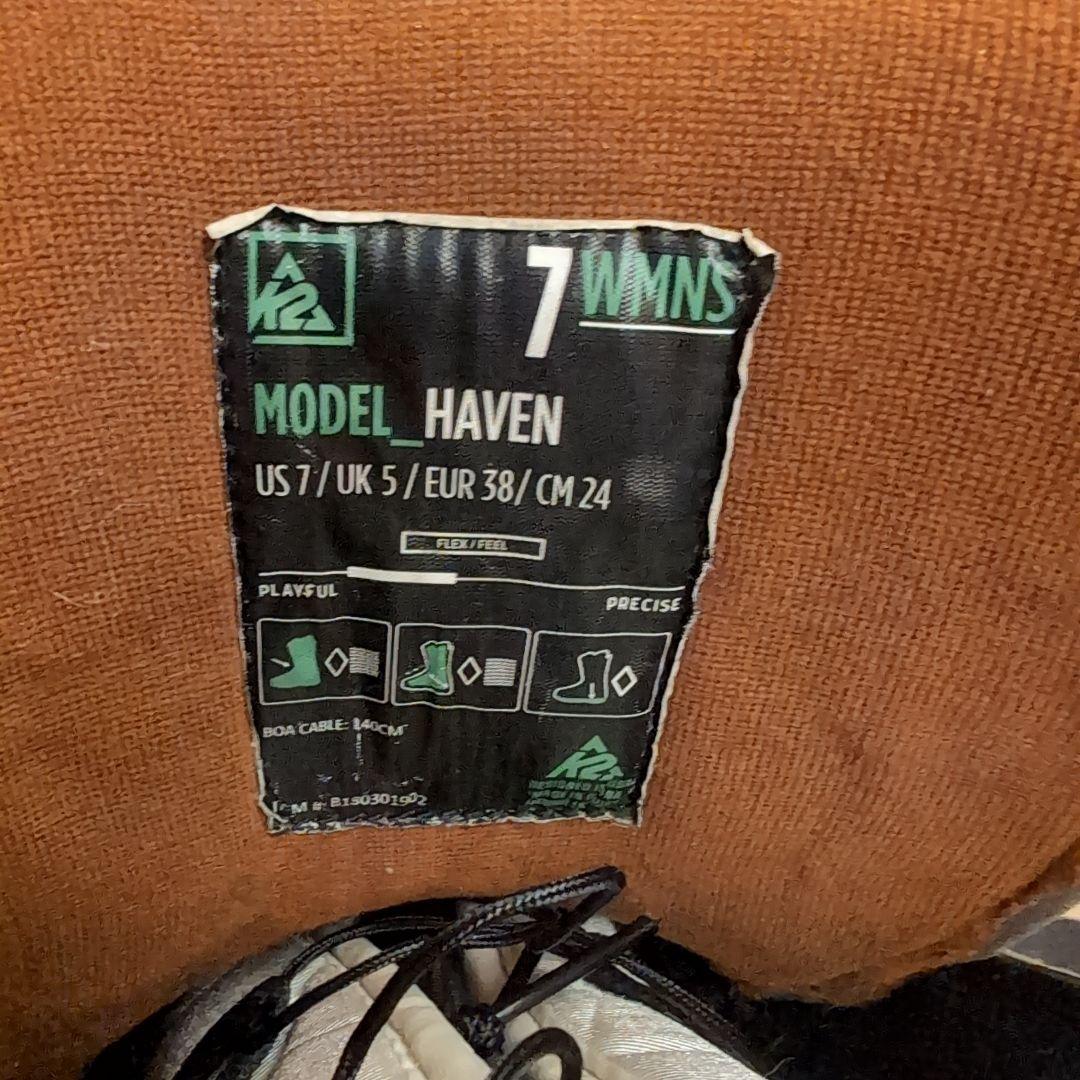 K2
7 WMNS
MODEL_HAVEN
US 7 / UK 5 / EUR 38/ CM 24
FLEX / FEEL
PLAYFUL
PRECISE
BOA CABLE: 140CM
K2